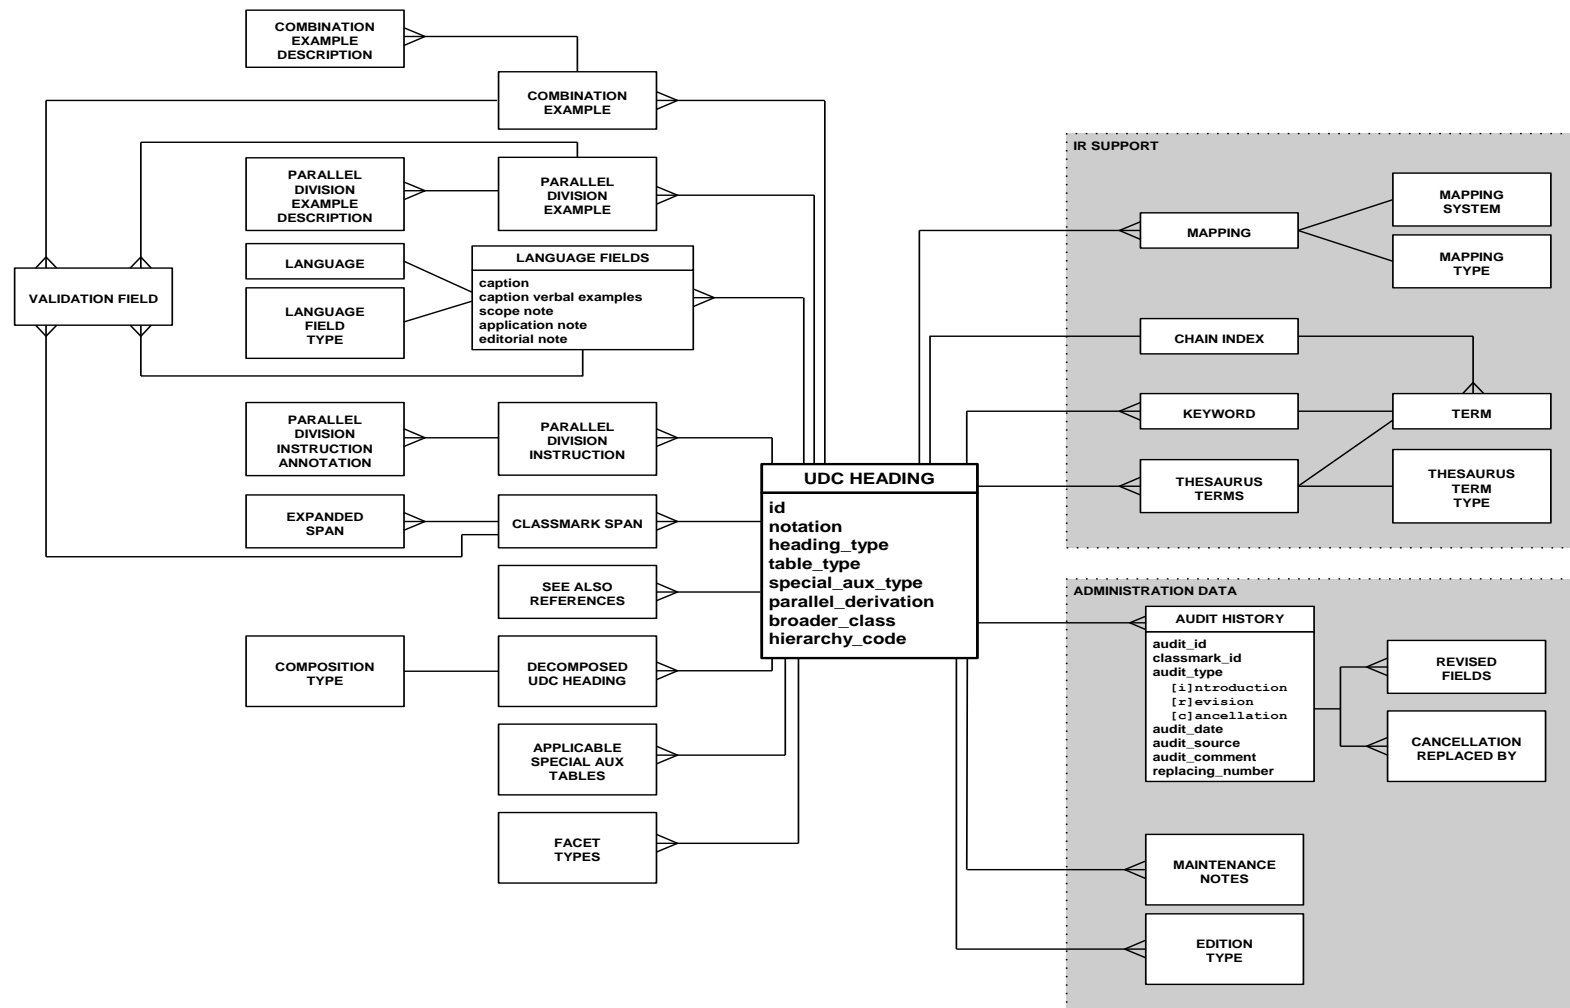 COMBINATION
EXAMPLE
DESCRIPTION
COMBINATION
EXAMPLE
PARALLEL
DIVISION
EXAMPLE
DESCRIPTION
PARALLEL
DIVISION
EXAMPLE
LANGUAGE
LANGUAGE
FIELD
TYPE
LANGUAGE FIELDS
caption
caption verbal examples
scope note
application note
editorial note
VALIDATION FIELD
PARALLEL
DIVISION
INSTRUCTION
ANNOTATION
PARALLEL
DIVISION
INSTRUCTION
EXPANDED
SPAN
CLASSMARK SPAN
SEE ALSO
REFERENCES
COMPOSITION
TYPE
DECOMPOSED
UDC HEADING
APPLICABLE
SPECIAL AUX
TABLES
FACET
TYPES
UDC HEADING
id
notation
heading_type
table_type
special_aux_type
parallel_derivation
broader_class
hierarchy_code
IR SUPPORT
MAPPING
MAPPING
SYSTEM
MAPPING
TYPE
CHAIN INDEX
KEYWORD
TERM
THESAURUS
TERMS
THESAURUS
TERM
TYPE
ADMINISTRATION DATA
AUDIT HISTORY
audit_id
classmark_id
audit_type
[i]ntroduction
[r]evision
[c]ancellation
audit_date
audit_source
audit_comment
replacing_number
REVISED
FIELDS
CANCELLATION
REPLACED BY
MAINTENANCE
NOTES
EDITION
TYPE